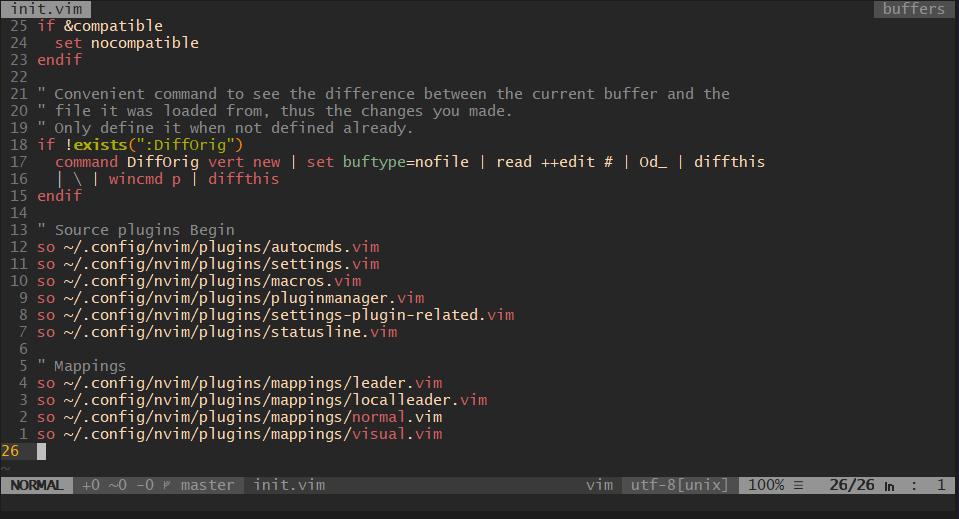 init.vim buffers
25 if &compatible
24   set nocompatible
23 endif
22
21 " Convenient command to see the difference between the current buffer and the
20 " file it was loaded from, thus the changes you made.
19 " Only define it when not defined already.
18 if !exists(":DiffOrig")
17   command DiffOrig vert new | set buftype=nofile | read ++edit # | Od_ | diffthis
16   | \ | wincmd p | diffthis
15 endif
14
13 " Source plugins Begin
12 so ~/.config/nvim/plugins/autocmds.vim
11 so ~/.config/nvim/plugins/settings.vim
10 so ~/.config/nvim/plugins/macros.vim
9 so ~/.config/nvim/plugins/pluginmanager.vim
8 so ~/.config/nvim/plugins/settings-plugin-related.vim
7 so ~/.config/nvim/plugins/statusline.vim
6
5 " Mappings
4 so ~/.config/nvim/plugins/mappings/leader.vim
3 so ~/.config/nvim/plugins/mappings/localleader.vim
2 so ~/.config/nvim/plugins/mappings/normal.vim
1 so ~/.config/nvim/plugins/mappings/visual.vim
26
~
NORMAL +0 ~0 -0 master init.vim vim utf-8[unix] 100% ☰ 26/26 ln : 1